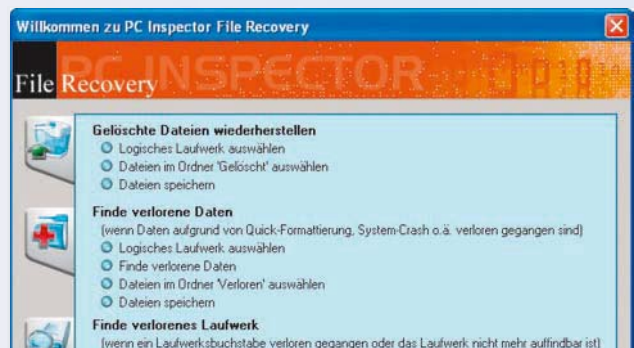 Willkommen zu PC Inspector File Recovery
PC INSPECTOR
File Recovery
Gelöschte Dateien wiederherstellen
Logisches Laufwerk auswählen
Dateien im Ordner 'Gelöscht' auswählen
Dateien speichern
Finde verlorene Daten
(wenn Daten aufgrund von Quick-Formattierung, System-Crash o.ä. verloren gegangen sind)
Logisches Laufwerk auswählen
Finde verlorene Daten
Dateien im Ordner 'Verloren' auswählen
Dateien speichern
Finde verlorenes Laufwerk
(wenn ein Laufwerksbuchstabe verloren gegangen oder das Laufwerk nicht mehr auffindbar ist)